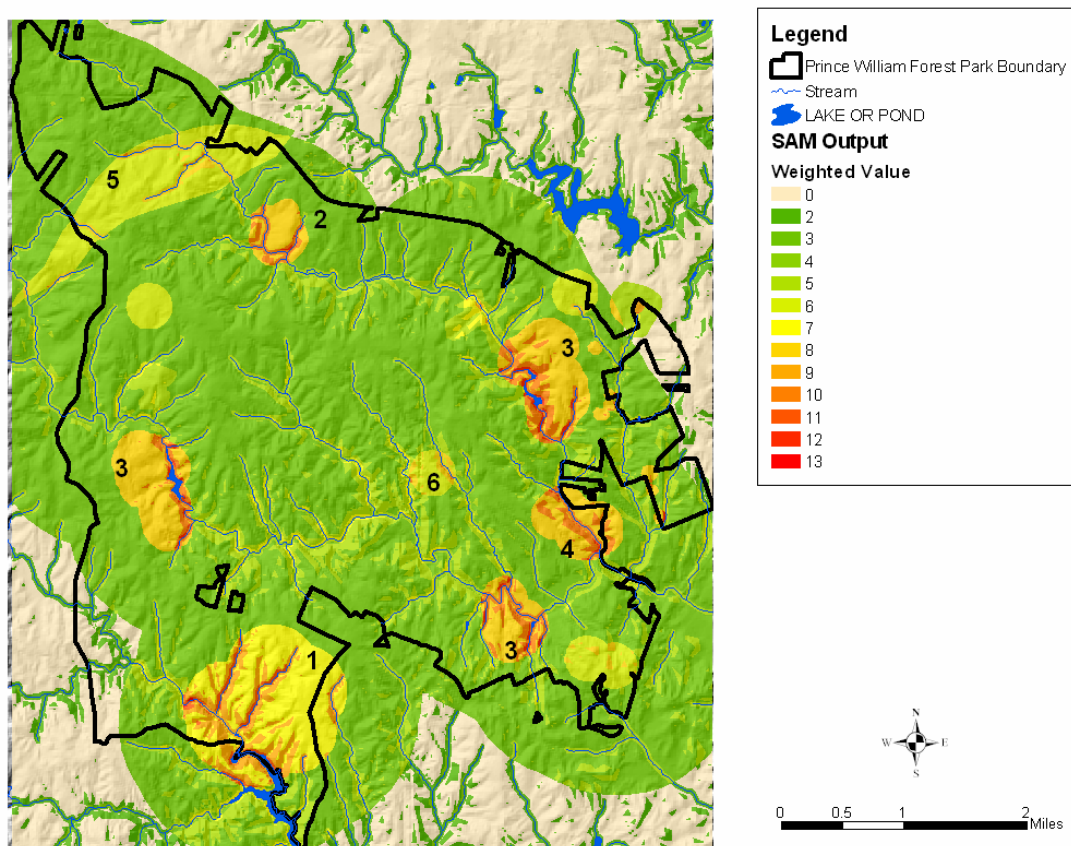 5
2
3
3
6
4
3
1
Legend
Prince William Forest Park Boundary
Stream
LAKE OR POND
SAM Output
Weighted Value
0
2
3
4
5
6
7
8
9
10
11
12
13
N
W E
S
0 0.5 1 2
Miles